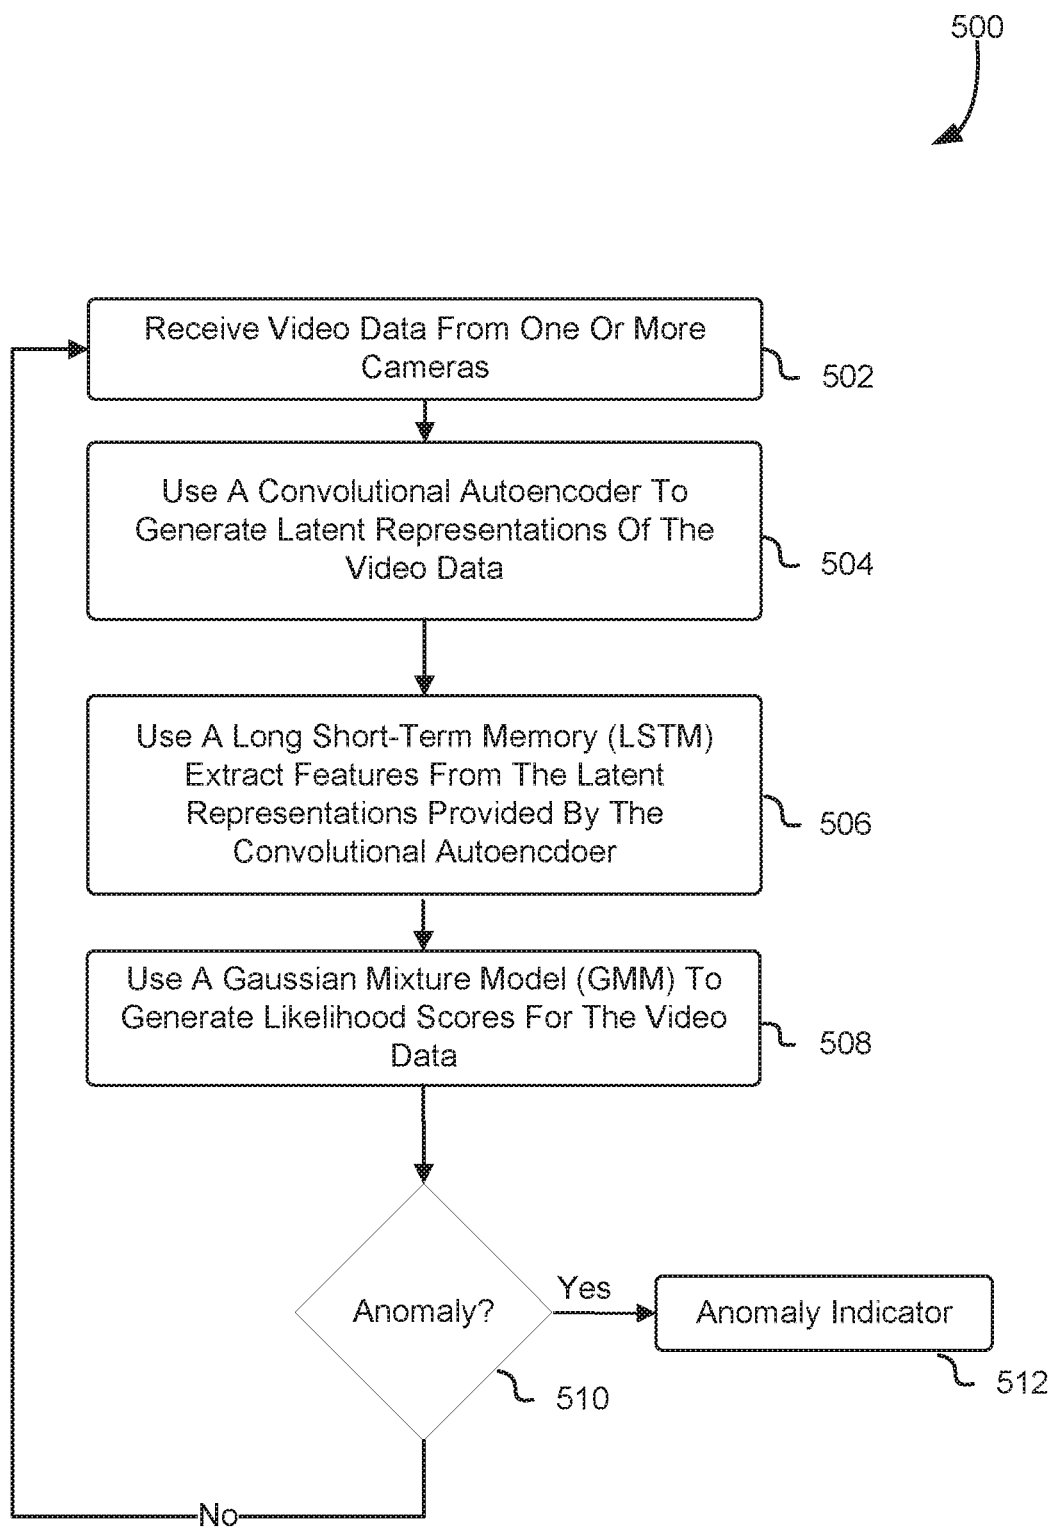 500
Receive Video Data From One Or More
Cameras
502
Use A Convolutional Autoencoder To
Generate Latent Representations Of The
Video Data
504
Use A Long Short-Term Memory (LSTM)
Extract Features From The Latent
Representations Provided By The
Convolutional Autoencdoer
506
Use A Gaussian Mixture Model (GMM) To
Generate Likelihood Scores For The Video
Data
508
Anomaly?
510
Yes
Anomaly Indicator
512
No